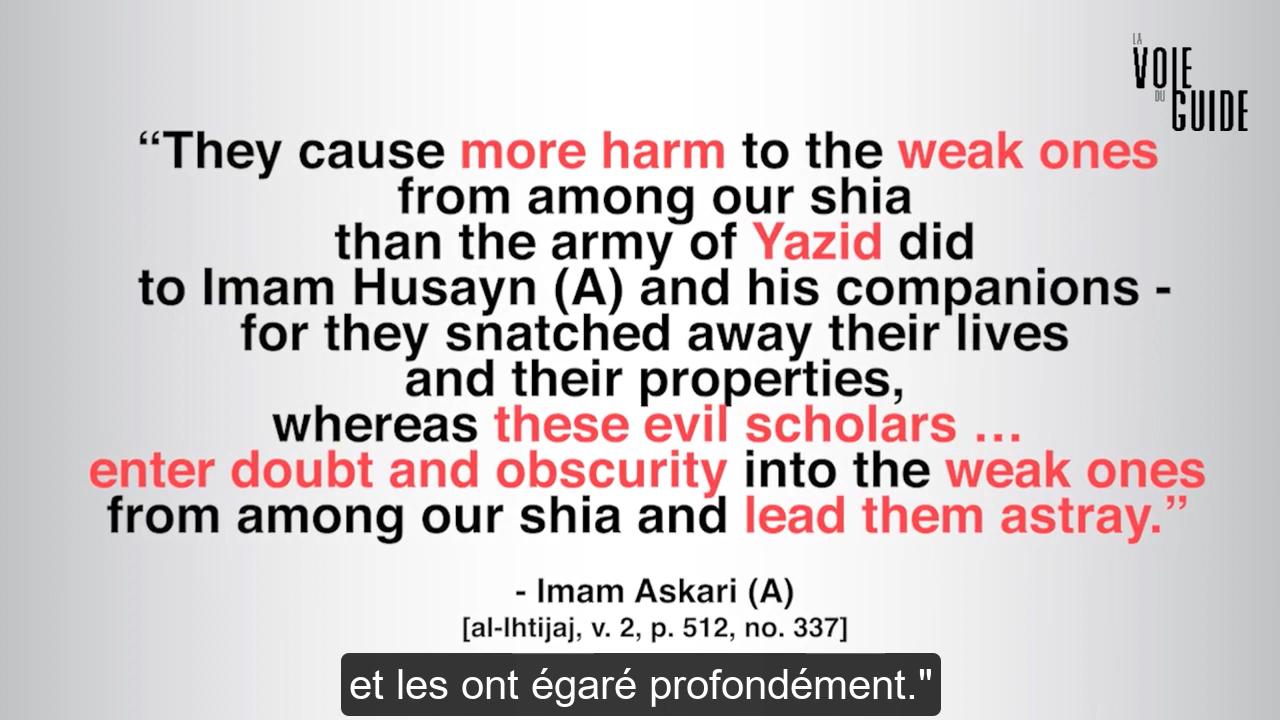 LA
VOIE
DU
GUIDE
“They cause more harm to the weak ones
from among our shia
than the army of Yazid did
to Imam Husayn (A) and his companions -
for they snatched away their lives
and their properties,
whereas these evil scholars ...
enter doubt and obscurity into the weak ones
from among our shia and lead them astray.”
- Imam Askari (A)
[al-Ihtijaj, v. 2, p. 512, no. 337]
et les ont égaré profondément."